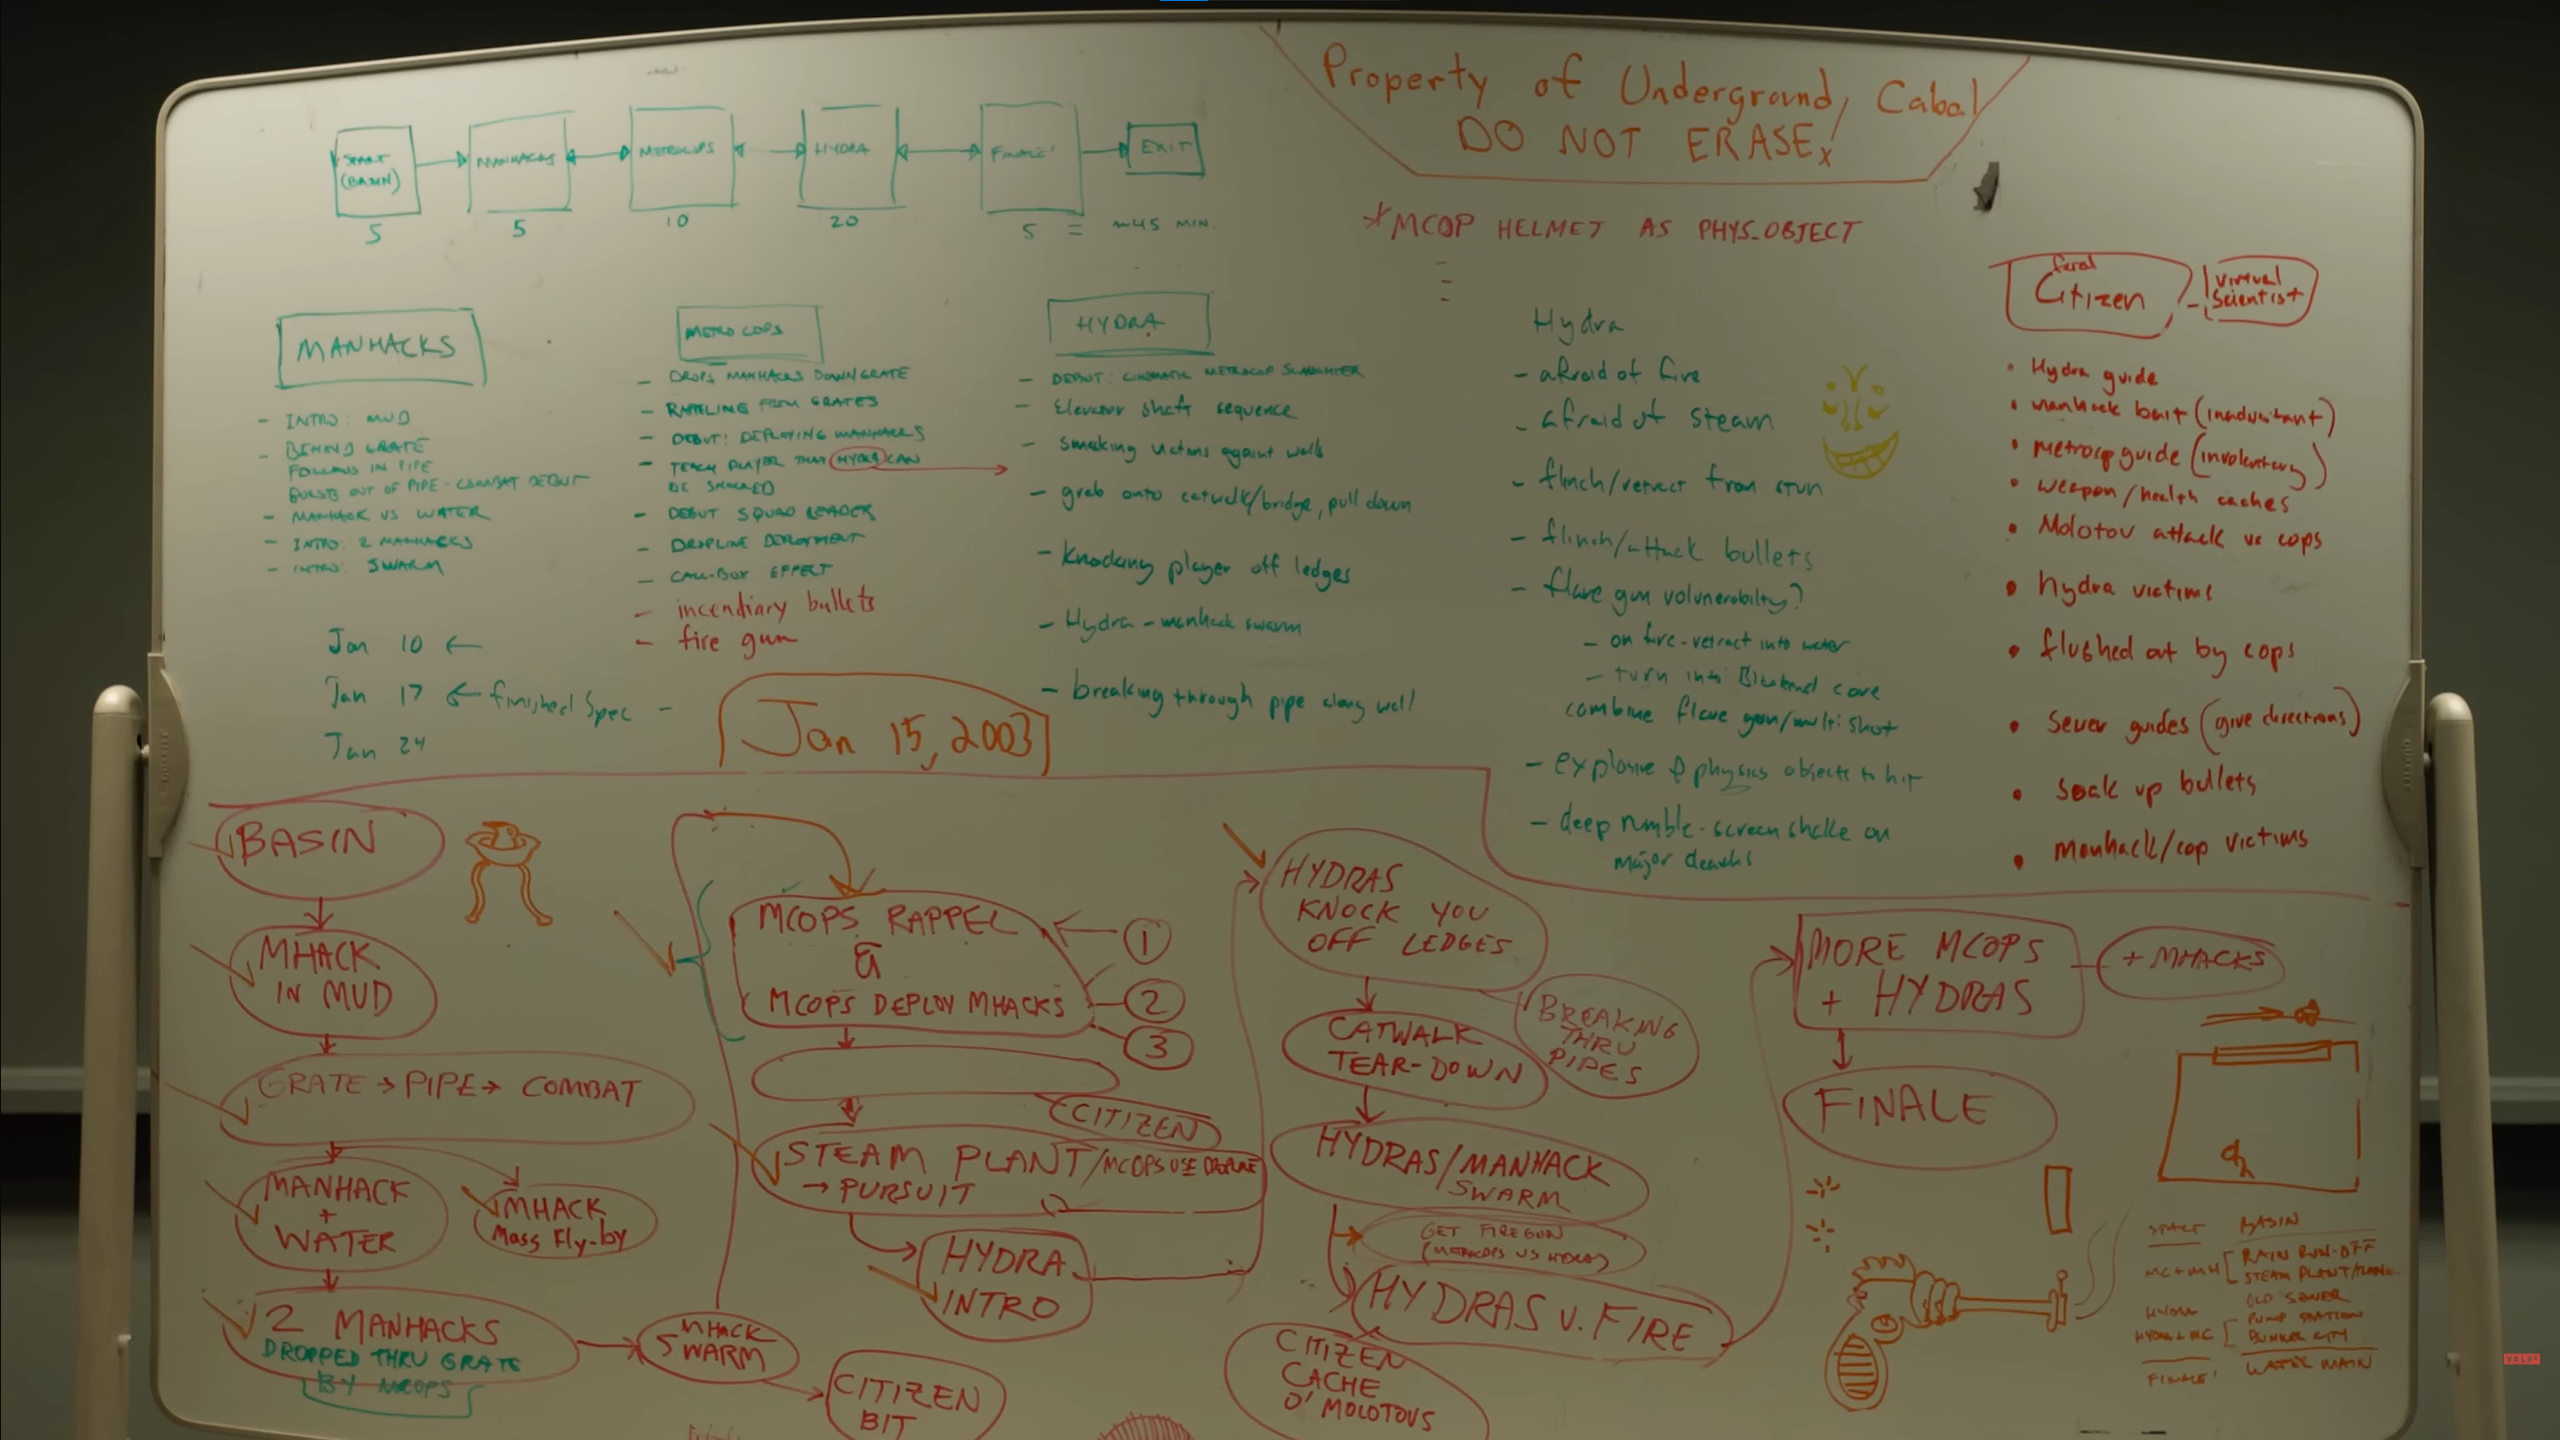 Property of Underground Cabal
DO NOT ERASE!
START
(BASIN)
MANHACKS
METROCOPS
HYDRA
FINALE
EXIT
5
5
10
20
5 = ~45 MIN.
*MCOP HELMET AS PHYS_OBJECT
MANHACKS
- INTRO: MUD
- BEHIND GRATE
FOLLOWS IN PIPE
BURSTS OUT OF PIPE - COMBAT DEBUT
- MANHACK VS WATER
- INTRO: 2 MANHACKS
- INTRO: SWARM
Jan 10 ←
Jan 17 ← finished Spec -
Jan 24
METROCOPS
- DROPS MANHACKS DOWN GRATE
- RAPELING FROM GRATES
- DEBUT: DEPLOYING MANHACKS
- TEACH PLAYER THAT HYDRA CAN
BE SHOCKED
- DEBUT SQUAD LEADER
- DROPLINE DEPLOYMENT
- CALL-BOX EFFECT
- incendiary bullets
- fire gun
HYDRA
- DEBUT: CINEMATIC METROCOP SLAUGHTER
- Elevator shaft sequence
- smacking victims against walls
- grab onto catwalk/bridge, pull down
- Knocking player off ledges
- Hydra - manhack swarm
- breaking through pipe along wall
Hydra
- afraid of fire
- afraid of steam
- flinch/retract from stun
- flinch/attack bullets
- flare gun volunerability?
- on fire - retract into water
- turn into
combine flare gun/multi shot
- explosive & physics objects to hit
- deep rumble - screen shake on
major deaths
feral
Citizen
virtual
Scientist
• Hydra guide
• manhack bait (inadvertant)
• metrocop guide (involentary)
• weapon/health caches
• Molotov attack vs cops
• hydra victims
• flushed out by cops
• Sewer guides (give directions)
• soak up bullets
• manhack/cop victims
Jan 15, 2003
BASIN
MHACK
IN MUD
GRATE → PIPE → COMBAT
MANHACK
+
WATER
MHACK
Mass Fly-by
2 MANHACKS
DROPPED THRU GRATE
BY MCOPS
MHACK
SWARM
CITIZEN
BIT
MCOPS RAPPEL
&
MCOPS DEPLOY MHACKS
1
2
3
CITIZEN
STEAM PLANT/MCOPS USE DROPLINE
→ PURSUIT
HYDRA
INTRO
HYDRAS
KNOCK YOU
OFF LEDGES
BREAKING
THRU
PIPES
CATWALK
TEAR-DOWN
HYDRAS/MANHACK
SWARM
GET FIREGUN
(METROCOPS VS HYDRA)
HYDRAS V. FIRE
CITIZEN
CACHE
O' MOLOTOVS
MORE MCOPS
+ HYDRAS
+ MHACKS
FINALE
START BASIN
MC+MH RAIN RUN-OFF
STEAM PLANT
OLD SEWER
HYDRA PUMP STATION
HYDRA MC BUNKER CITY
FINALE WATER MAIN
VALVE